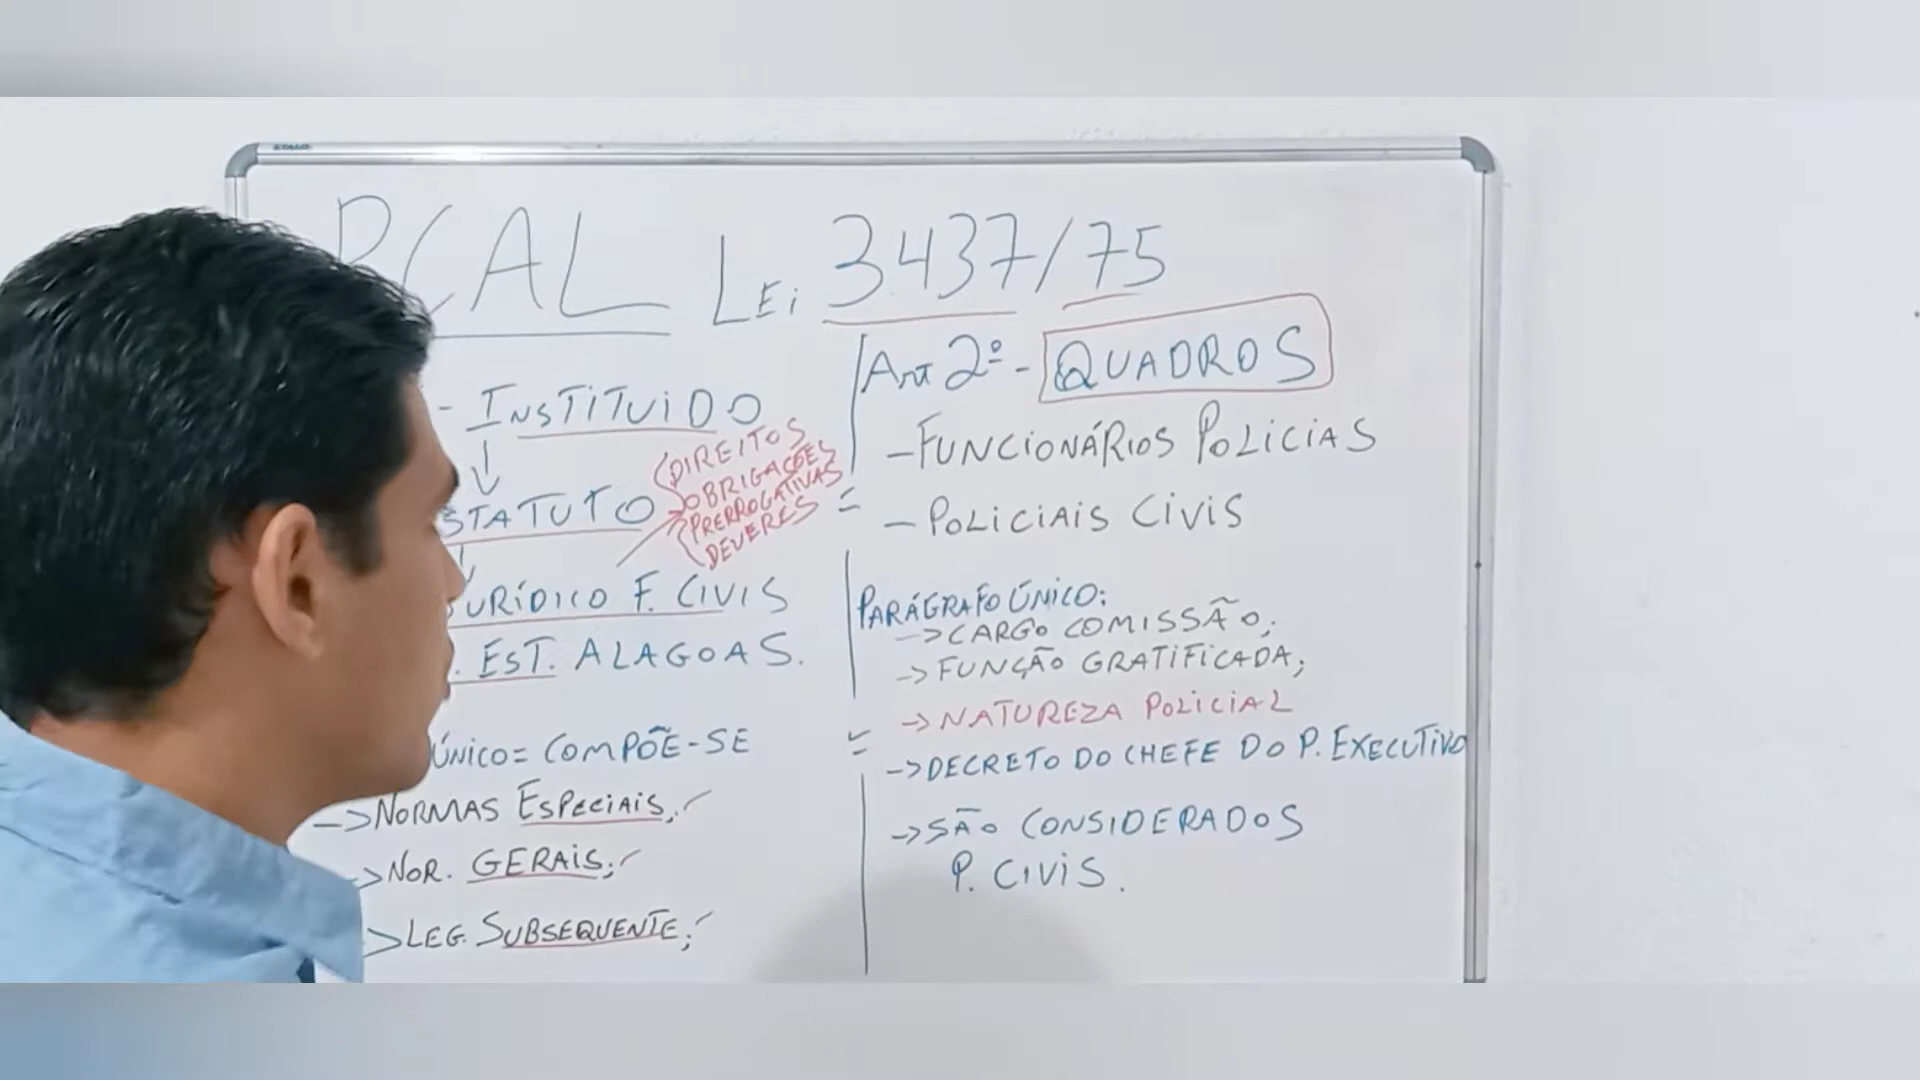 PCAL Lei 3437/75
- INSTITUIDO
STATUTO
DIREITOS
OBRIGAÇÕES
PRERROGATIVAS
DEVERES
URÍDICO F. CIVIS
. EST. ALAGOAS.
ÚNICO = COMPÕE-SE
-> NORMAS ESPECIAIS;
-> NOR. GERAIS;
> LEG. SUBSEQUENTE;
Art 2º - QUADROS
- FUNCIONÁRIOS POLICIAS
- POLICIAIS CIVIS
PARÁGRAFO ÚNICO:
-> CARGO COMISSÃO;
-> FUNÇÃO GRATIFICADA;
-> NATUREZA POLICIAL
-> DECRETO DO CHEFE DO P. EXECUTIVO
-> SÃO CONSIDERADOS
P. CIVIS.